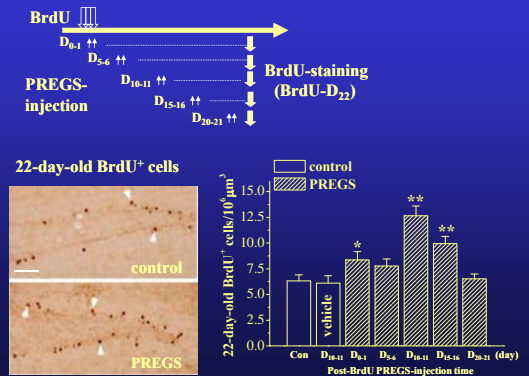 BrdU
D0-1
D5-6
PREGS-
injection
D10-11
D15-16
D20-21
BrdU-staining
(BrdU-D22)
22-day-old BrdU+ cells
control
PREGS
control
PREGS
22-day-old BrdU+ cells/10^6 μm^3
15.0
12.5
10.0
7.5
5.0
2.5
0.0
vehicle
*
**
**
Con D10-11 D0-1 D5-6 D10-11 D15-16 D20-21 (day)
Post-BrdU PREGS-injection time